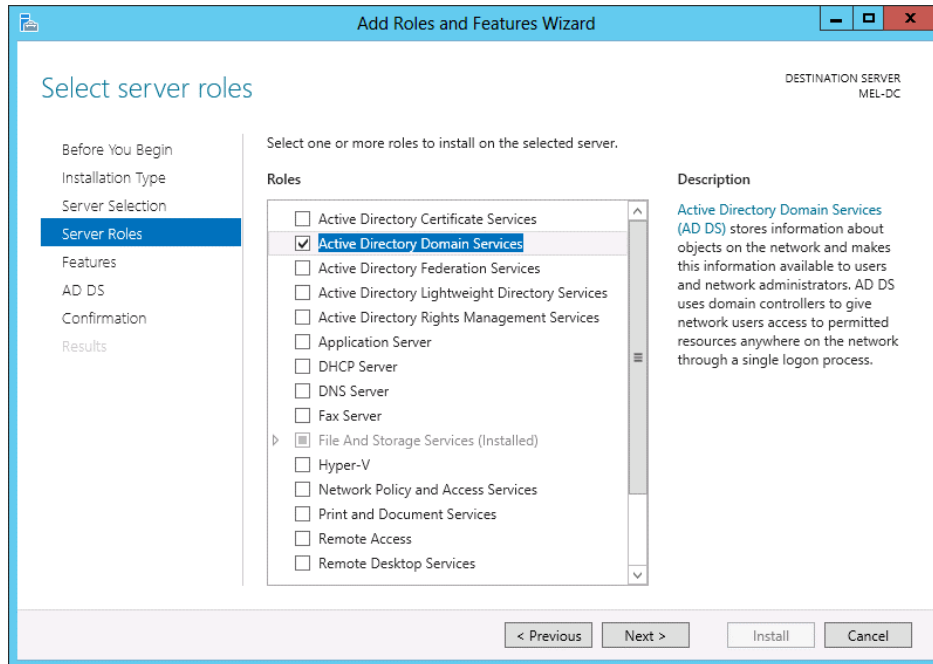 Add Roles and Features Wizard
Select server roles
DESTINATION SERVER
MEL-DC
Before You Begin
Installation Type
Server Selection
Server Roles
Features
AD DS
Confirmation
Results
Select one or more roles to install on the selected server.
Roles
Active Directory Certificate Services
Active Directory Domain Services
Active Directory Federation Services
Active Directory Lightweight Directory Services
Active Directory Rights Management Services
Application Server
DHCP Server
DNS Server
Fax Server
File And Storage Services (Installed)
Hyper-V
Network Policy and Access Services
Print and Document Services
Remote Access
Remote Desktop Services
Description
Active Directory Domain Services
(AD DS) stores information about
objects on the network and makes
this information available to users
and network administrators. AD DS
uses domain controllers to give
network users access to permitted
resources anywhere on the network
through a single logon process.
< Previous
Next >
Install
Cancel